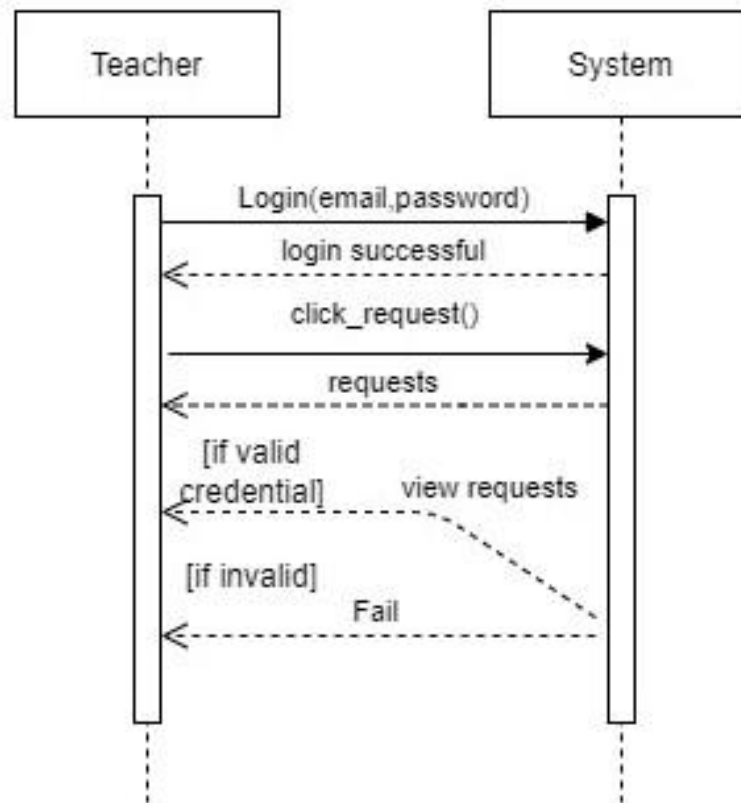 Teacher
System
Login(email,password)
login successful
click_request()
requests
[if valid
credential]
view requests
[if invalid]
Fail